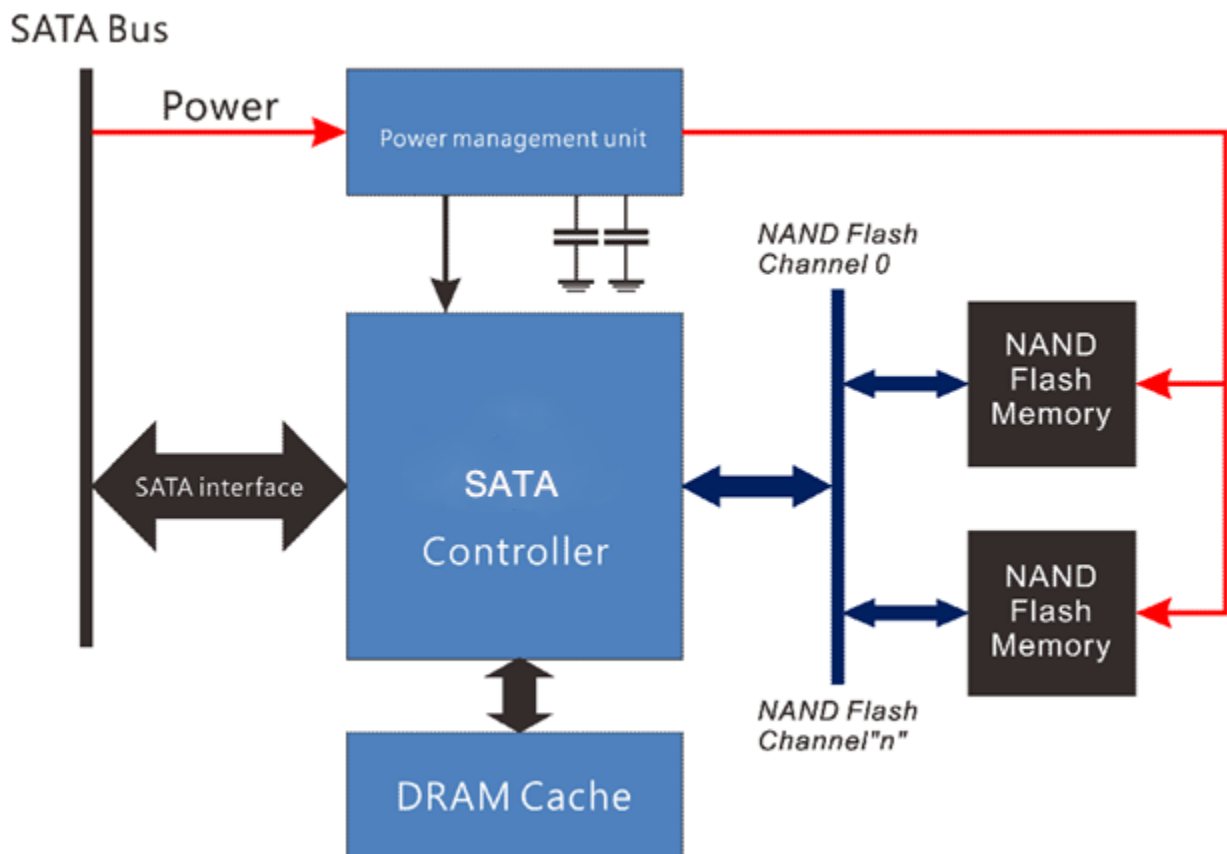 SATA Bus
Power
Power management unit
NAND Flash
Channel 0
NAND
Flash
Memory
SATA interface
SATA
Controller
NAND
Flash
Memory
NAND Flash
Channel"n"
DRAM Cache